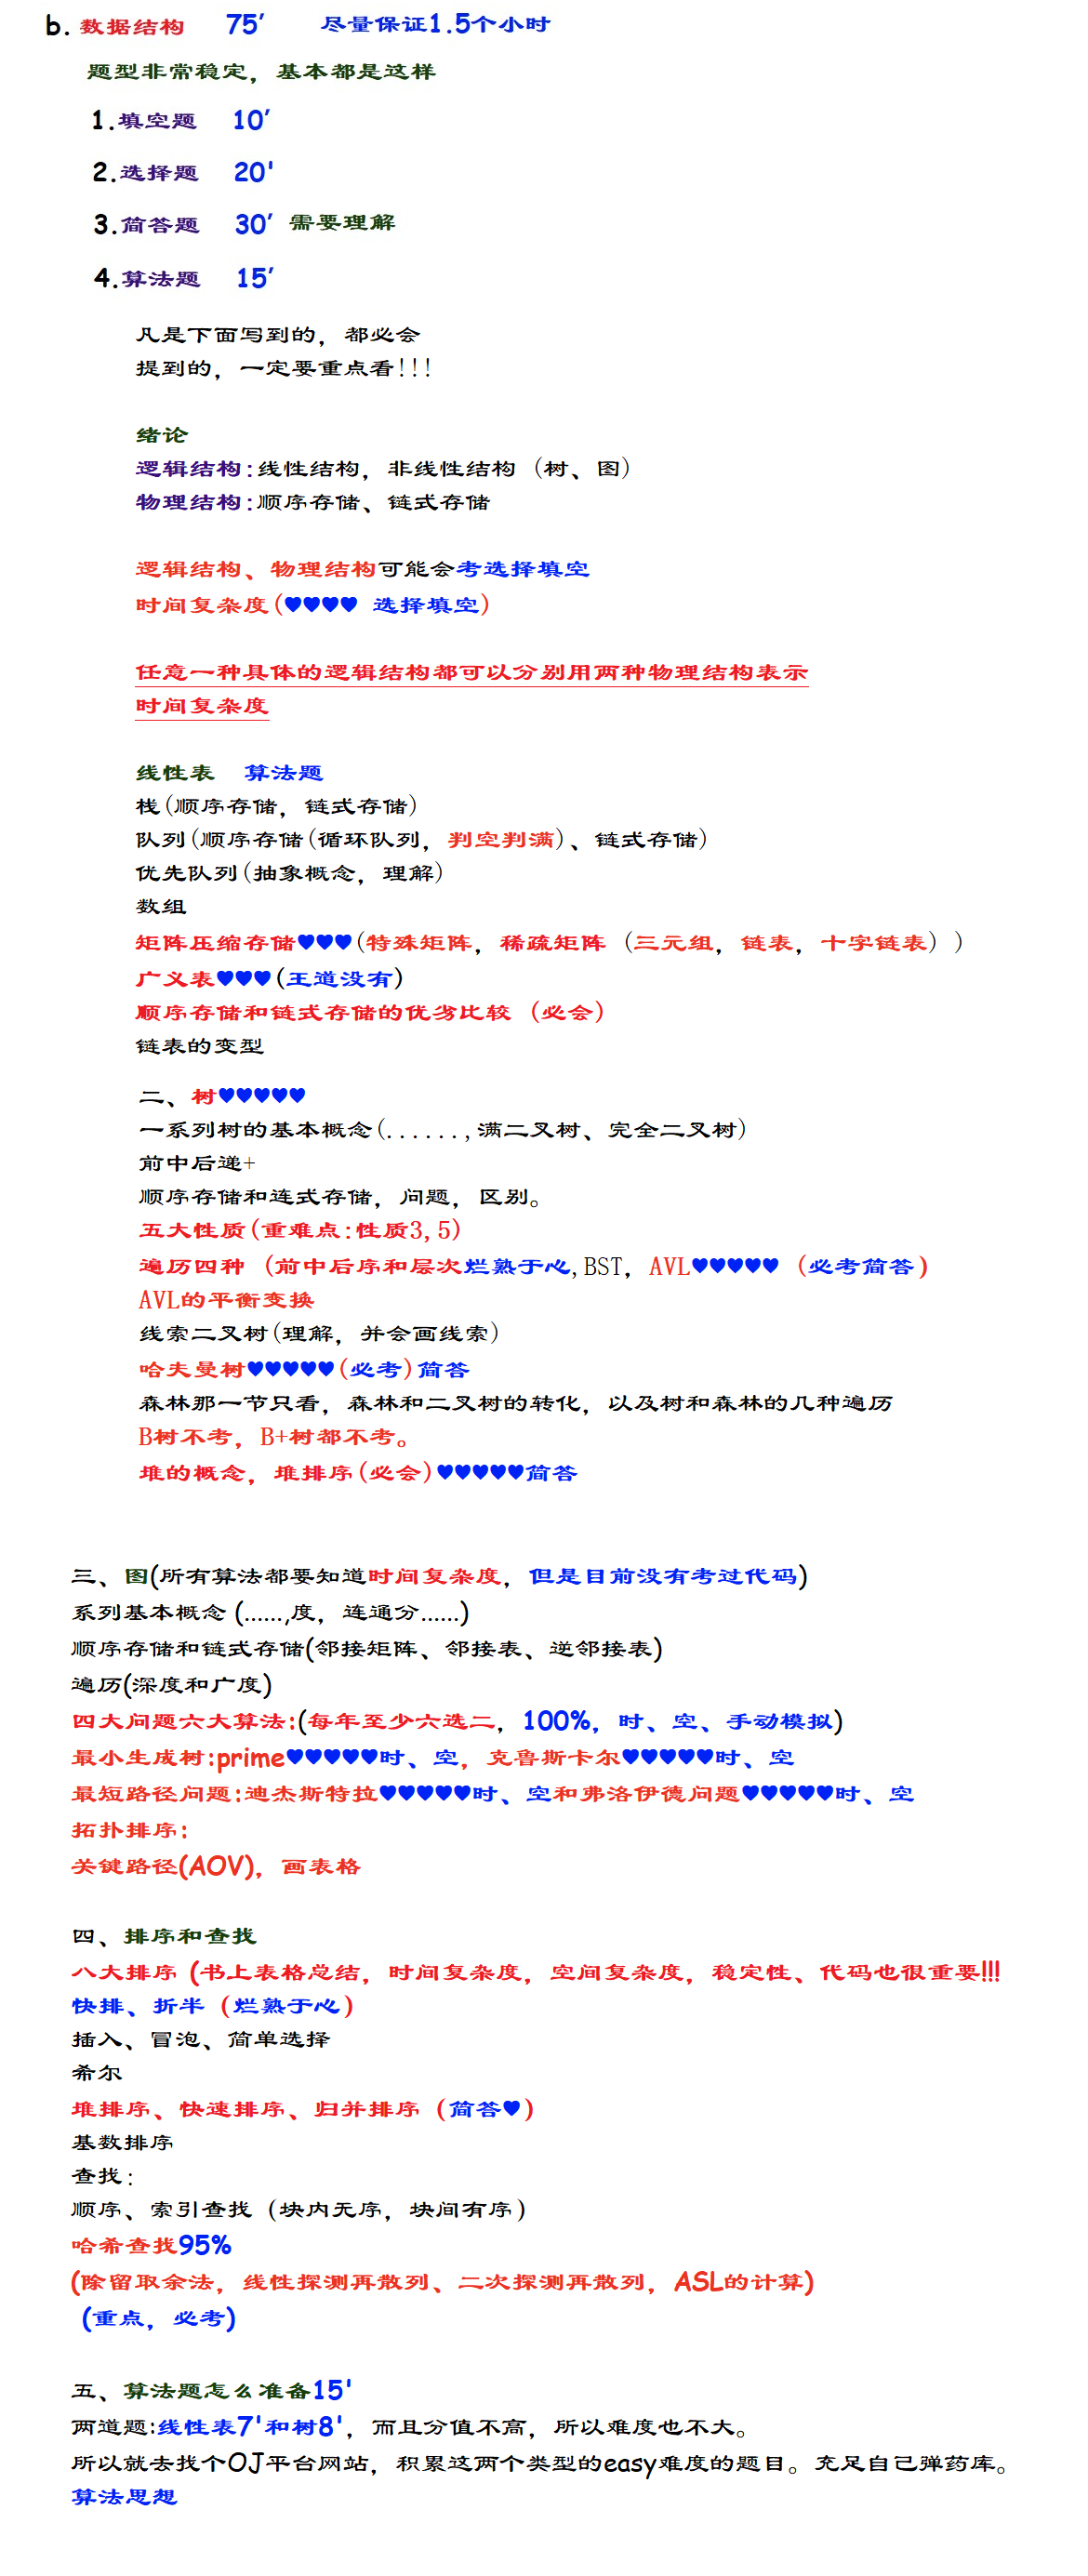 b. 数据结构 75′ 尽量保证1.5个小时
题型非常稳定，基本都是这样
1.填空题 10′
2.选择题 20'
3.简答题 30′ 需要理解
4.算法题 15′
凡是下面写到的，都必会
提到的，一定要重点看!!!
绪论
逻辑结构:线性结构，非线性结构（树、图）
物理结构:顺序存储、链式存储
逻辑结构、物理结构可能会考选择填空
时间复杂度(♥♥♥♥ 选择填空)
任意一种具体的逻辑结构都可以分别用两种物理结构表示
时间复杂度
线性表 算法题
栈(顺序存储，链式存储)
队列(顺序存储(循环队列，判空判满)、链式存储)
优先队列(抽象概念，理解)
数组
矩阵压缩存储♥♥♥(特殊矩阵，稀疏矩阵（三元组，链表，十字链表）)
广义表♥♥♥(王道没有)
顺序存储和链式存储的优劣比较（必会）
链表的变型
二、树♥♥♥♥♥
一系列树的基本概念(......,满二叉树、完全二叉树)
前中后递+
顺序存储和连式存储，问题，区别。
五大性质(重难点:性质3,5)
遍历四种（前中后序和层次烂熟于心,BST，AVL♥♥♥♥♥（必考简答)
AVL的平衡变换
线索二叉树(理解，并会画线索)
哈夫曼树♥♥♥♥♥(必考)简答
森林那一节只看，森林和二叉树的转化，以及树和森林的几种遍历
B树不考，B+树都不考。
堆的概念，堆排序(必会)♥♥♥♥♥简答
三、图(所有算法都要知道时间复杂度，但是目前没有考过代码)
系列基本概念 (......,度，连通分......)
顺序存储和链式存储(邻接矩阵、邻接表、逆邻接表)
遍历(深度和广度)
四大问题六大算法:(每年至少六选二，100%，时、空、手动模拟)
最小生成树:prime♥♥♥♥♥时、空，克鲁斯卡尔♥♥♥♥♥时、空
最短路径问题:迪杰斯特拉♥♥♥♥♥时、空和弗洛伊德问题♥♥♥♥♥时、空
拓扑排序:
关键路径(AOV)，画表格
四、排序和查找
八大排序 (书上表格总结，时间复杂度，空间复杂度，稳定性、代码也很重要!!!
快排、折半（烂熟于心)
插入、冒泡、简单选择
希尔
堆排序、快速排序、归并排序（简答♥)
基数排序
查找:
顺序、索引查找（块内无序，块间有序)
哈希查找95%
(除留取余法，线性探测再散列、二次探测再散列，ASL的计算)
(重点，必考)
五、算法题怎么准备15'
两道题:线性表7'和树8'，而且分值不高，所以难度也不大。
所以就去找个OJ平台网站，积累这两个类型的easy难度的题目。充足自己弹药库。
算法思想